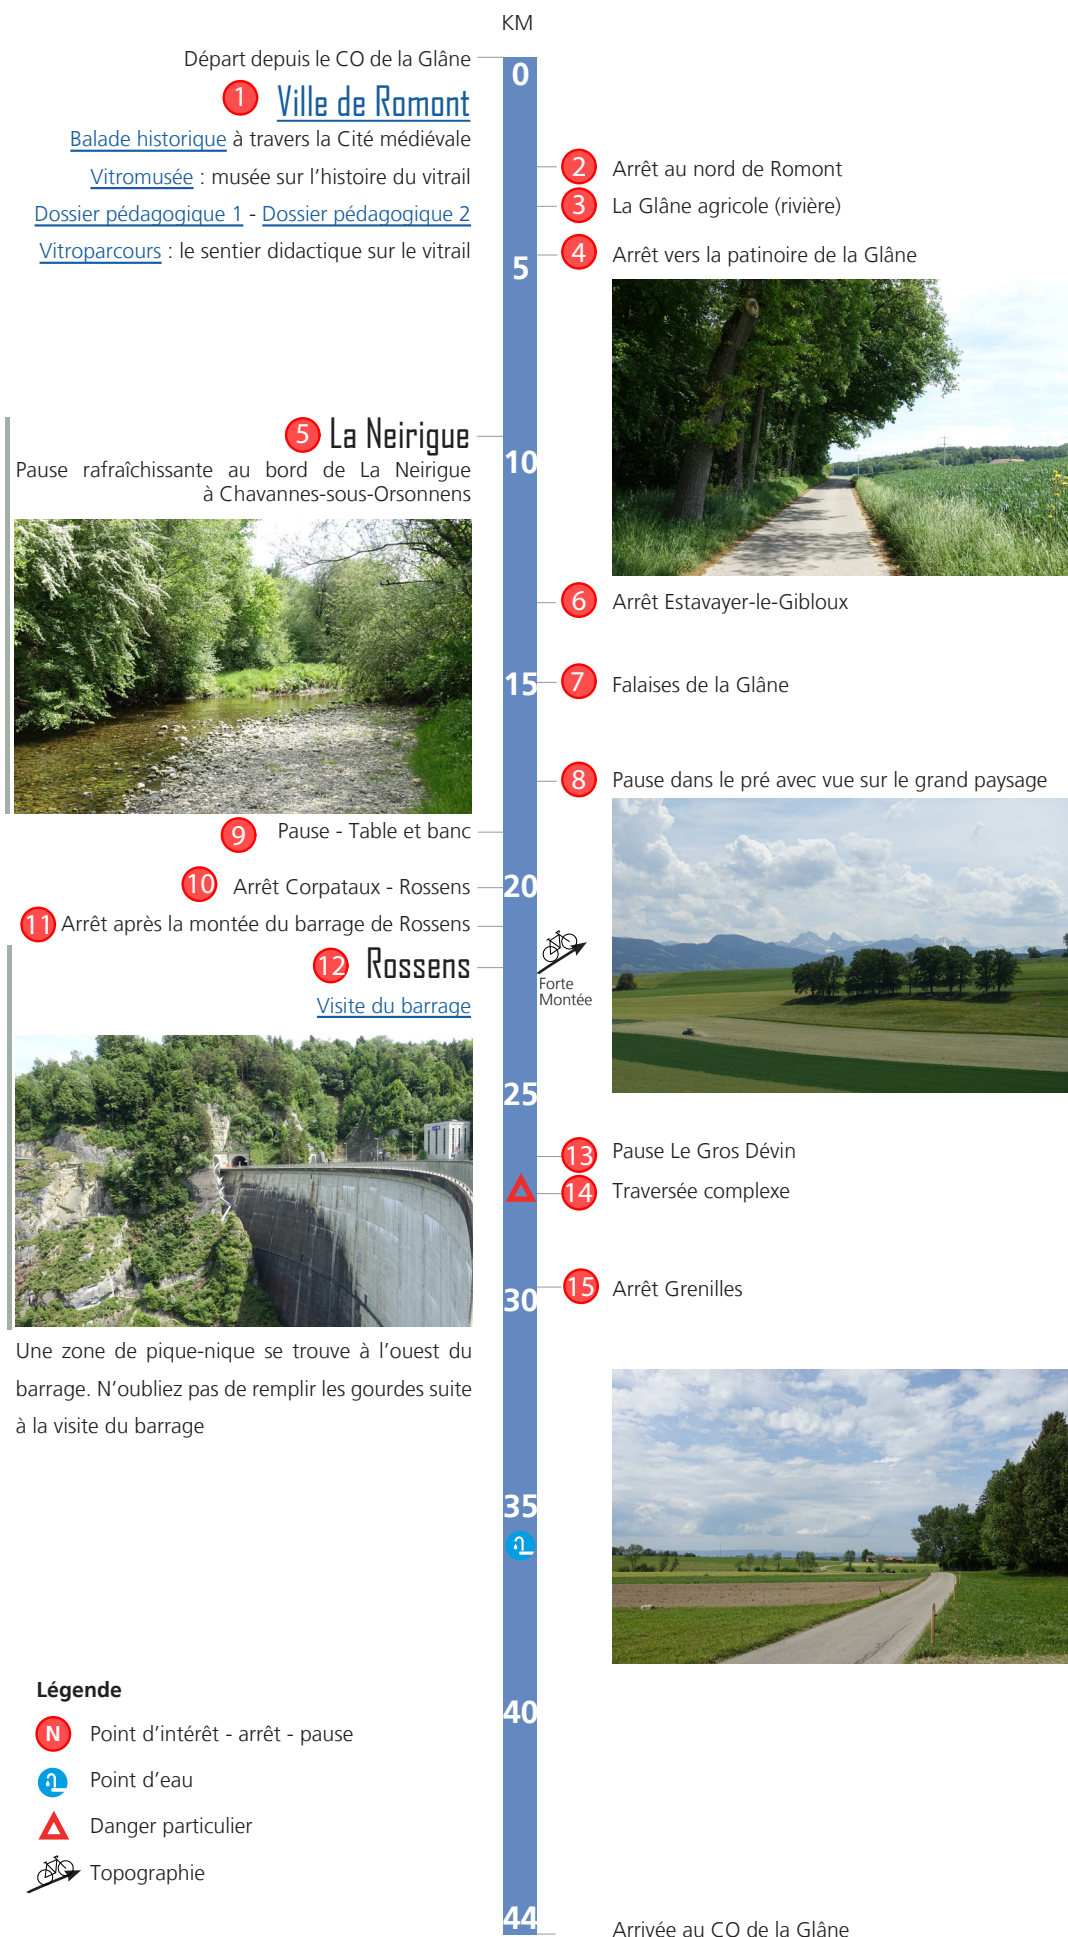 KM
Départ depuis le CO de la Glâne
0
1 Ville de Romont
Balade historique à travers la Cité médiévale
Vitromusée : musée sur l'histoire du vitrail
Dossier pédagogique 1 - Dossier pédagogique 2
Vitroparcours : le sentier didactique sur le vitrail
2 Arrêt au nord de Romont
3 La Glâne agricole (rivière)
4 Arrêt vers la patinoire de la Glâne
5
5 La Neirigue
Pause rafraîchissante au bord de La Neirigue
à Chavannes-sous-Orsonnens
10
6 Arrêt Estavayer-le-Gibloux
15
7 Falaises de la Glâne
8 Pause dans le pré avec vue sur le grand paysage
9 Pause - Table et banc
10 Arrêt Corpataux - Rossens
20
11 Arrêt après la montée du barrage de Rossens
12 Rossens
Visite du barrage
Forte
Montée
25
13 Pause Le Gros Dévin
14 Traversée complexe
15 Arrêt Grenilles
30
Une zone de pique-nique se trouve à l'ouest du
barrage. N'oubliez pas de remplir les gourdes suite
à la visite du barrage
35
40
Légende
N Point d'intérêt - arrêt - pause
Point d'eau
Danger particulier
Topographie
44
Arrivée au CO de la Glâne